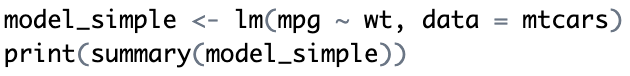 model_simple <- lm(mpg ~ wt, data = mtcars)
print(summary(model_simple))